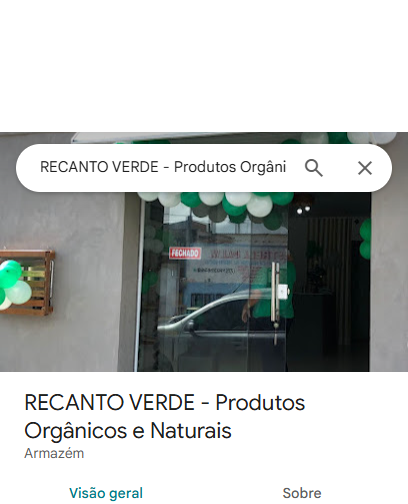 RECANTO VERDE - Produtos Orgâni
FECHADO
RECANTO VERDE - Produtos
Orgânicos e Naturais
Armazém
Visão geral
Sobre